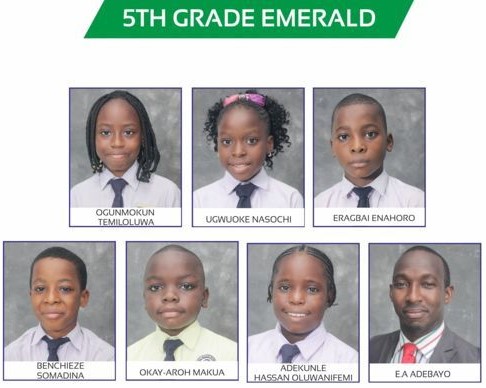 5TH GRADE EMERALD
OGUNMOKUN
TEMILOLUWA
UGWUOKE NASOCHI
ERAGBAI ENAHORO
BENCHIEZE
SOMADINA
OKAY-AROH MAKUA
ADEKUNLE
HASSAN OLUWANIFEMI
E.A ADEBAYO